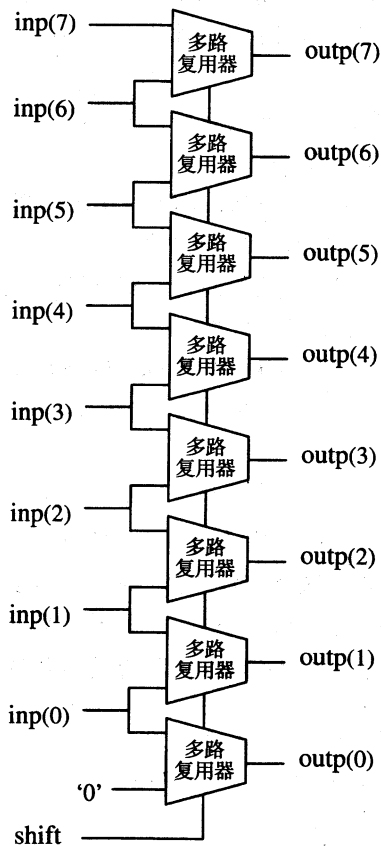 inp(7)
多路
复用器
outp(7)
inp(6)
多路
复用器
outp(6)
inp(5)
多路
复用器
outp(5)
inp(4)
多路
复用器
outp(4)
inp(3)
多路
复用器
outp(3)
inp(2)
多路
复用器
outp(2)
inp(1)
多路
复用器
outp(1)
inp(0)
多路
复用器
outp(0)
‘0’
shift